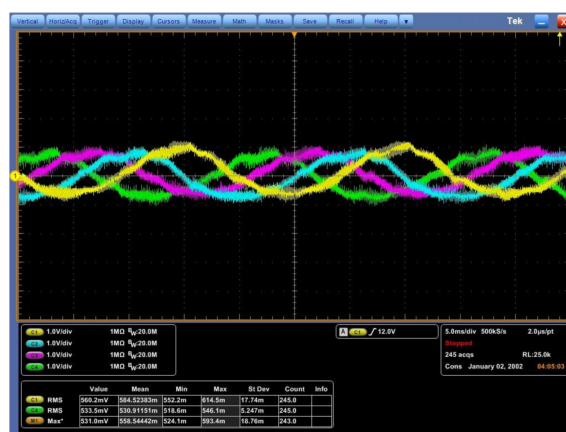 Vertical Horiz/Acq Trigger Display Cursors Measure Math Masks Save Recall Help Tek X
1
C1 1.0V/div 1MΩ BW:20.0M
C2 1.0V/div 1MΩ BW:20.0M
C3 1.0V/div 1MΩ BW:20.0M
C4 1.0V/div 1MΩ BW:20.0M
A C1 12.0V
5.0ms/div 500kS/s 2.0µs/pt
Stopped
245 acqs RL:25.0k
Cons January 02, 2002 04:05:03
Value Mean Min Max St Dev Count Info
C1 RMS 560.2mV 584.52383m 552.2m 614.5m 17.74m 245.0
C4 RMS 533.5mV 530.91151m 518.6m 546.1m 5.247m 245.0
M1 Max* 531.0mV 558.54442m 524.1m 593.4m 18.76m 243.0